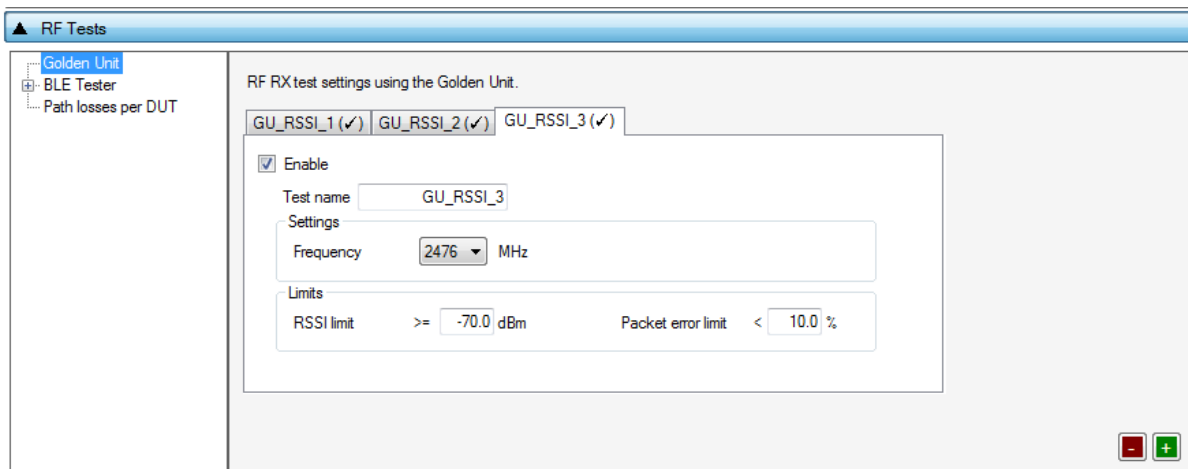 ▲ RF Tests
Golden Unit
BLE Tester
Path losses per DUT
RF RX test settings using the Golden Unit.
GU_RSSI_1 (✓) GU_RSSI_2 (✓) GU_RSSI_3 (✓)
Enable
Test name GU_RSSI_3
Settings
Frequency 2476 MHz
Limits
RSSI limit >= -70.0 dBm Packet error limit < 10.0 %
- +